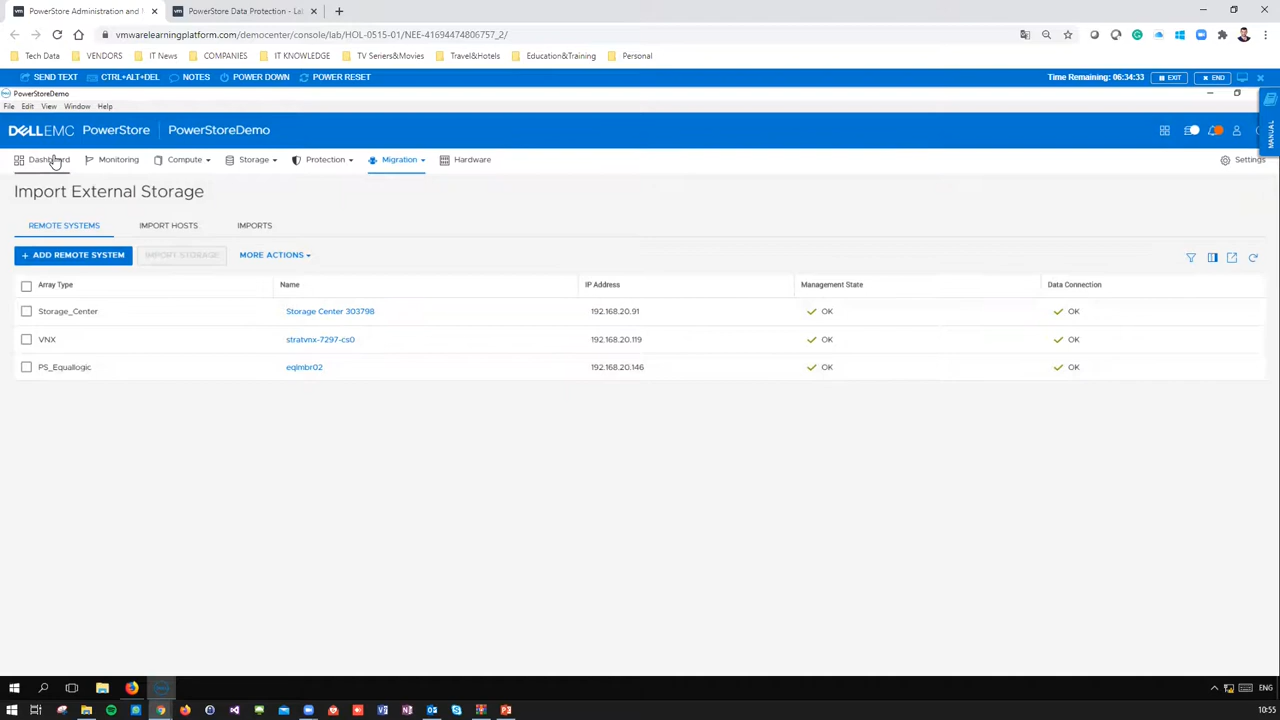 PowerStore Administration and
PowerStore Data Protection - La
vmwarelearningplatform.com/democenter/console/lab/HOL-0515-01/NEE-41694474806757_2/
Tech Data
VENDORS
IT News
COMPANIES
IT KNOWLEDGE
TV Seriers&Movies
Travel&Hotels
Education&Training
Personal
SEND TEXT
CTRL+ALT+DEL
NOTES
POWER DOWN
POWER RESET
Time Remaining: 06:34:33
EXIT
END
PowerStoreDemo
File Edit View Window Help
MANUAL
DELLEMC PowerStore
PowerStoreDemo
Dashboard
Monitoring
Compute
Storage
Protection
Migration
Hardware
Settings
Import External Storage
REMOTE SYSTEMS
IMPORT HOSTS
IMPORTS
+ ADD REMOTE SYSTEM
IMPORT STORAGE
MORE ACTIONS
Array Type Name IP Address Management State Data Connection
Storage_Center Storage Center 303798 192.168.20.91 OK OK
VNX stratvnx-7297-cs0 192.168.20.119 OK OK
PS_Equallogic eqlmbr02 192.168.20.146 OK OK
ENG
ENG
10:55